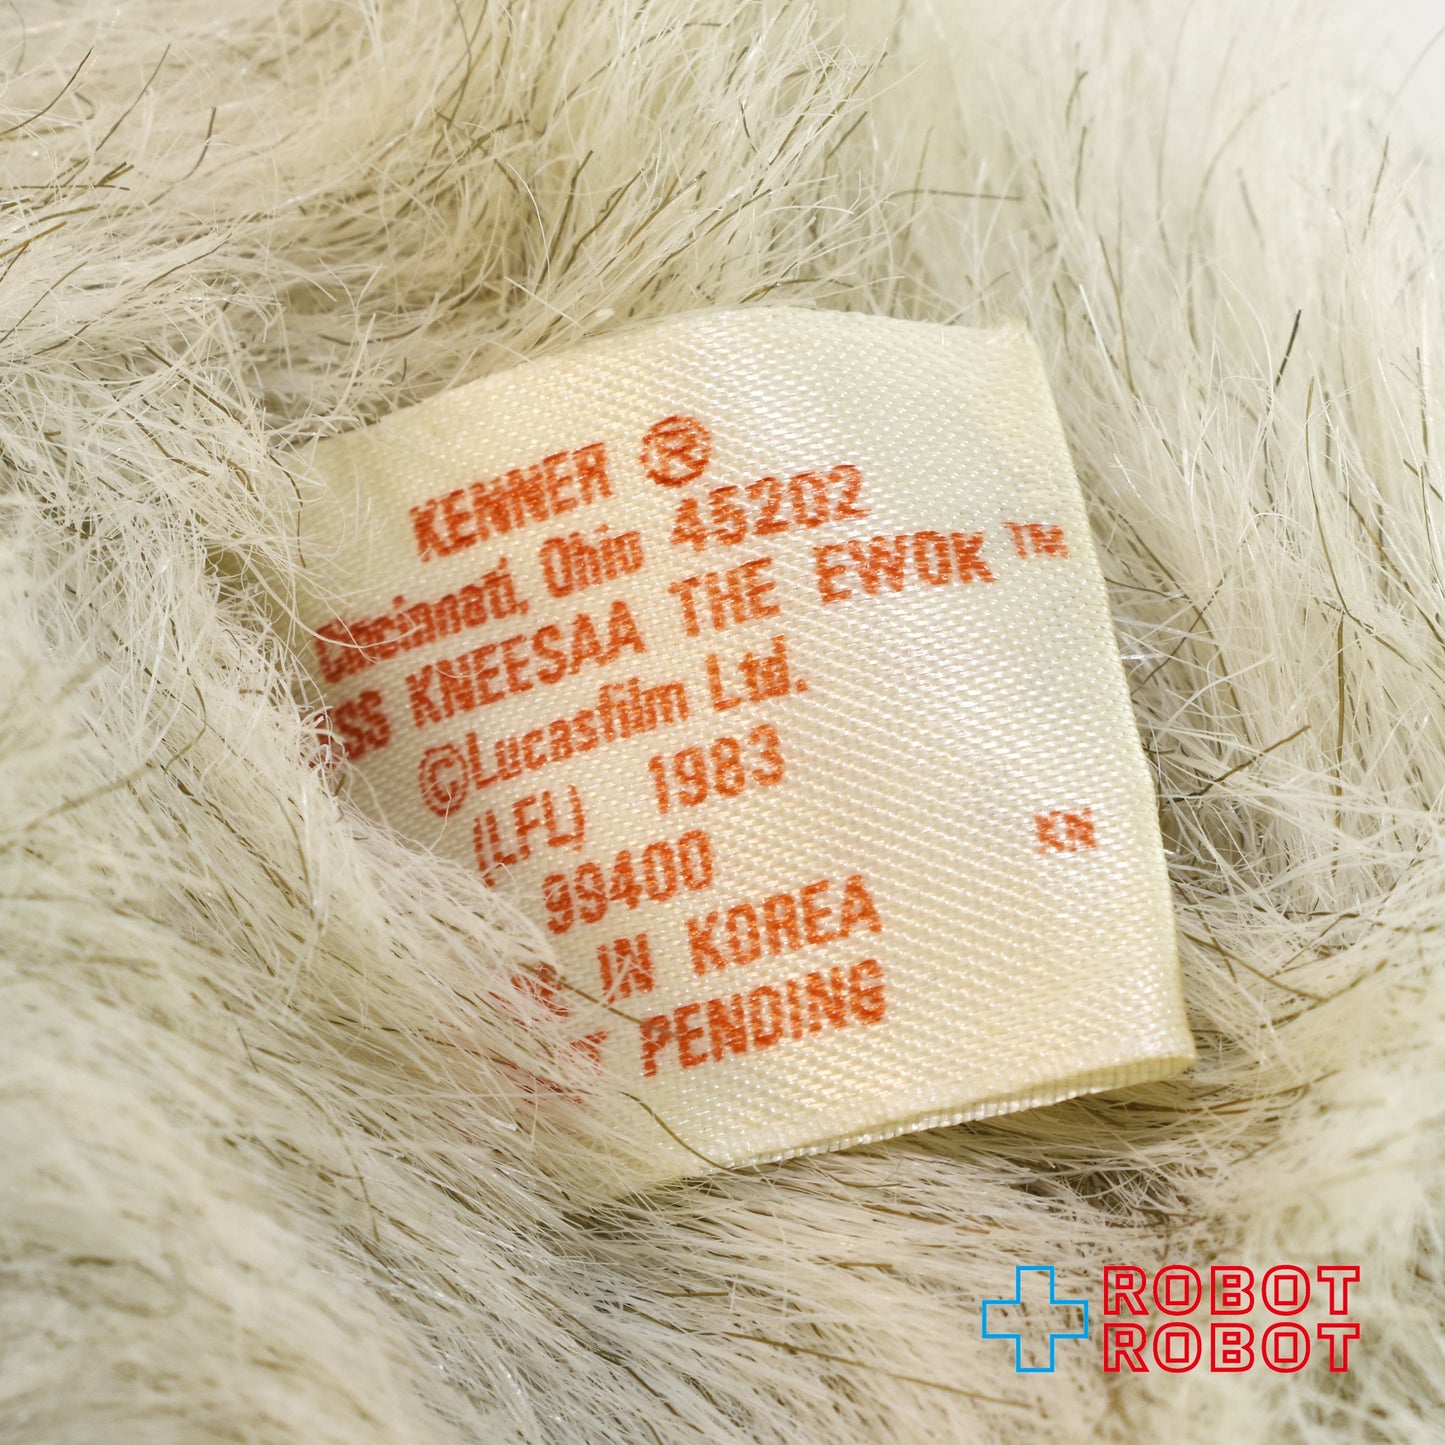 KENNER ®
Cincinnati, Ohio 45202
KNEESAA THE EWOK ™
©Lucasfilm Ltd.
(LFL) 1983
99400
KN
IN KOREA
PENDING
ROBOT
ROBOT